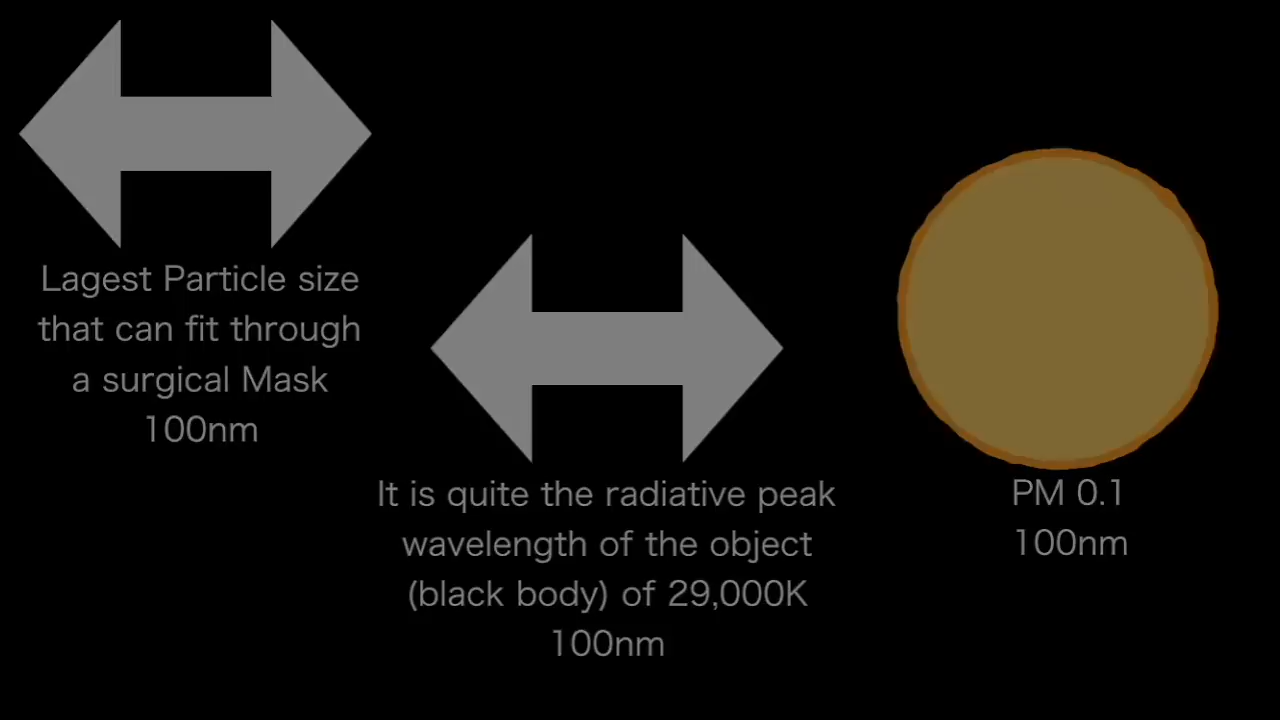 Lagest Particle size
that can fit through
a surgical Mask
100nm
It is quite the radiative peak
wavelength of the object
(black body) of 29,000K
100nm
PM 0.1
100nm